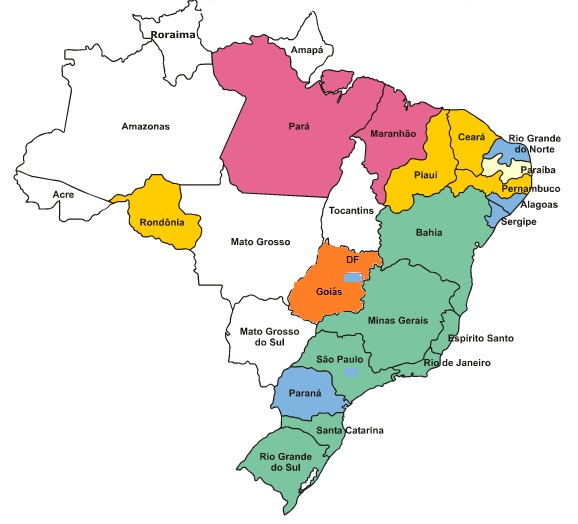 Roraima
Amapá
Amazonas
Pará
Maranhão
Ceará
Rio Grande
do Norte
Paraíba
Piauí
Pernambuco
Acre
Alagoas
Rondônia
Tocantins
Sergipe
Bahia
Mato Grosso
DF
Goiás
Minas Gerais
Mato Grosso
do Sul
Espírito Santo
São Paulo
Rio de Janeiro
Paraná
Santa Catarina
Rio Grande
do Sul